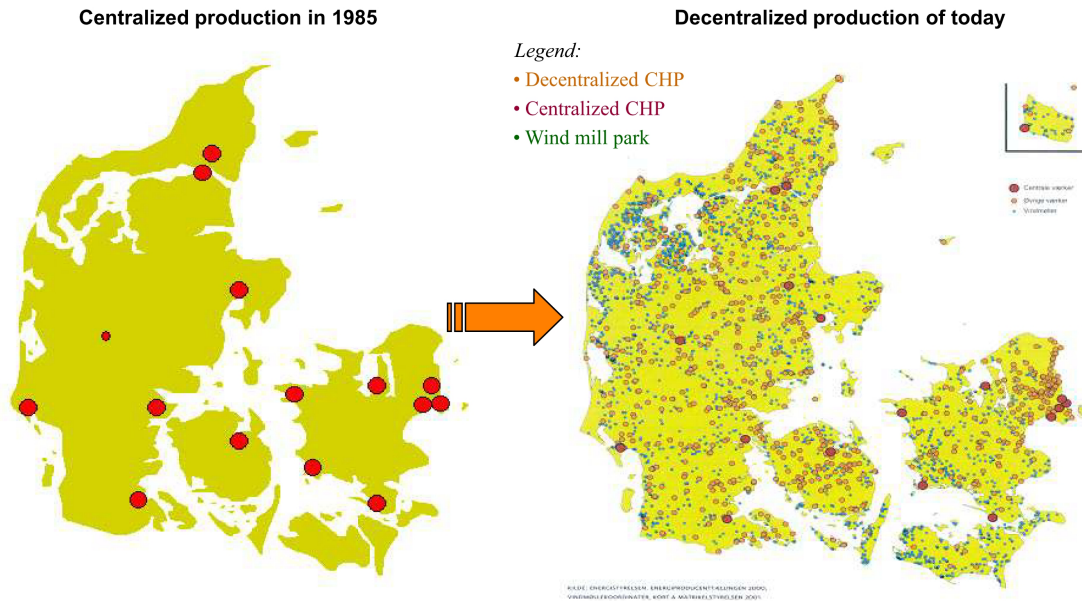 Centralized production in 1985
Decentralized production of today
Legend:
• Decentralized CHP
• Centralized CHP
• Wind mill park
Centrale værker
Øvrige værker
Vindmøller
KILDE: ENERGISTYRELSEN, ENERGIPRODUCENTTÆLLINGEN 2000,
VINDMØLLEKOORDINATER, KORT & MATRIKELSTYRELSEN 2001